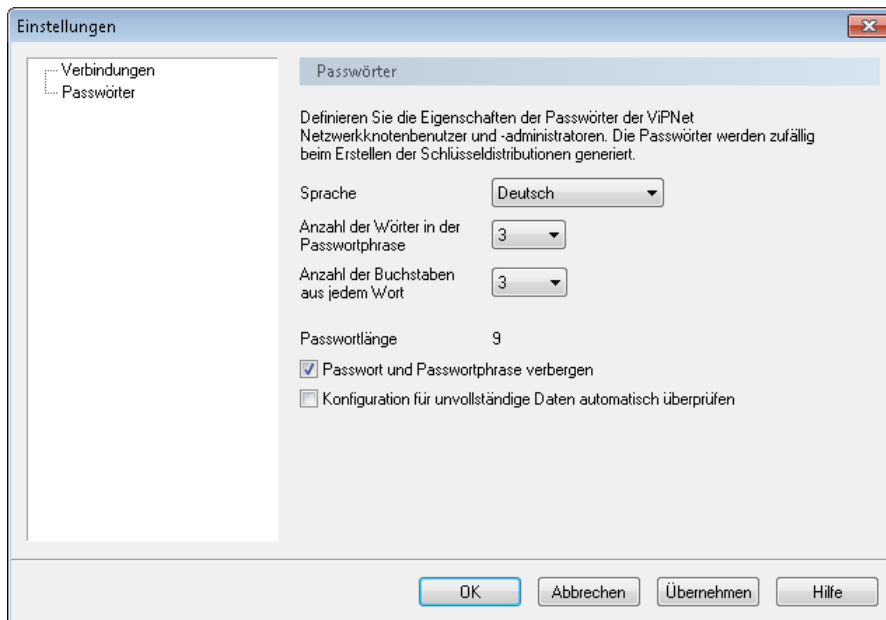 Einstellungen
Verbindungen
Passwörter
Passwörter
Definieren Sie die Eigenschaften der Passwörter der ViPNet
Netzwerkknotenbenutzer und -administratoren. Die Passwörter werden zufällig
beim Erstellen der Schlüsseldistributionen generiert.
Sprache
Deutsch
Anzahl der Wörter in der
Passwortphrase
3
Anzahl der Buchstaben
aus jedem Wort
3
Passwortlänge 9
Passwort und Passwortphrase verbergen
Konfiguration für unvollständige Daten automatisch überprüfen
OK
Abbrechen
Übernehmen
Hilfe